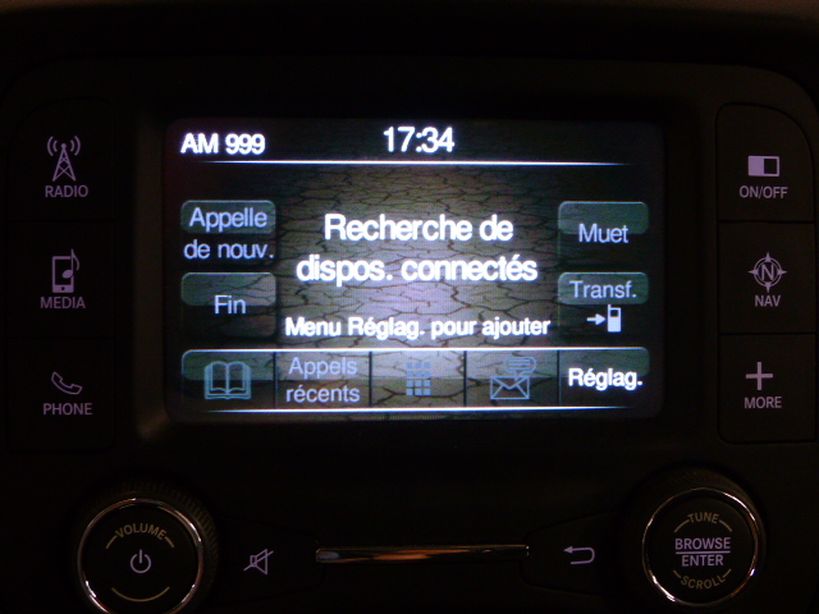 RADIO
MEDIA
PHONE
AM 999
17:34
Appelle
de nouv.
Fin
Recherche de
dispos. connectés
Menu Réglag. pour ajouter
Muet
Transf.
Appels
récents
Réglag.
ON/OFF
N
NAV
MORE
VOLUME
TUNE
BROWSE
ENTER
SCROLL